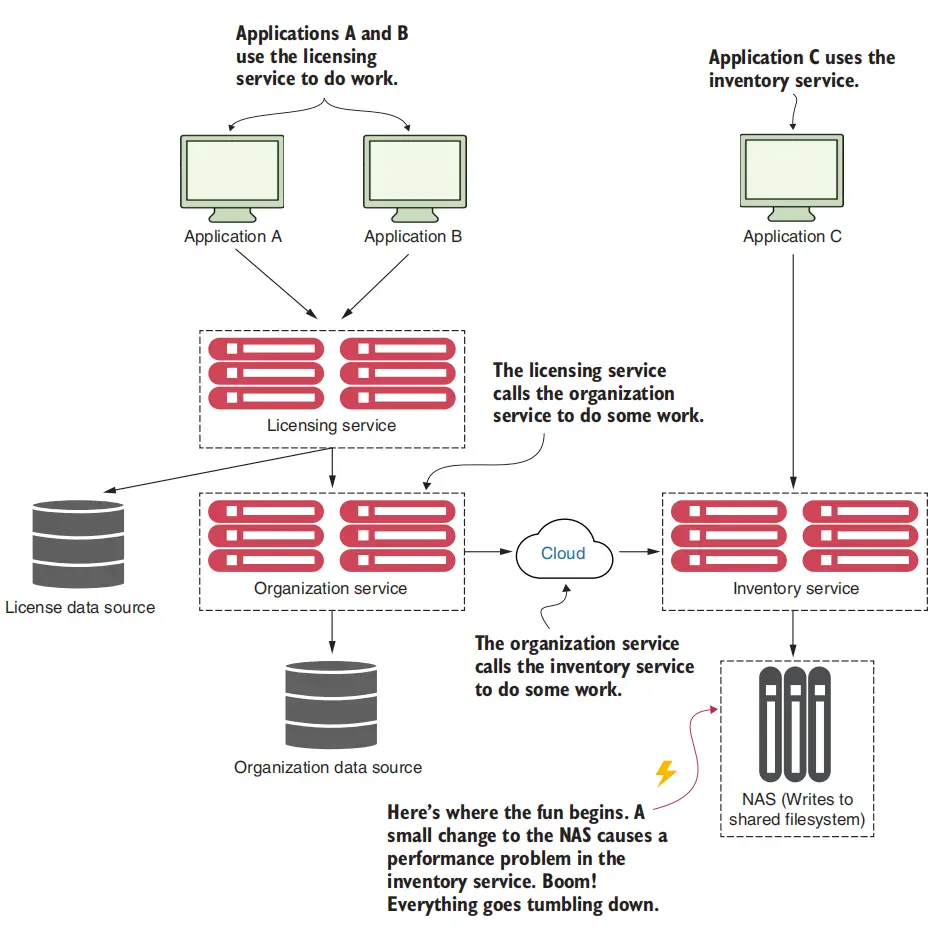 Applications A and B
use the licensing
service to do work.
Application C uses the
inventory service.
Application A
Application B
Application C
The licensing service
calls the organization
service to do some work.
Licensing service
Cloud
License data source
Organization service
Inventory service
The organization service
calls the inventory service
to do some work.
Organization data source
NAS (Writes to
shared filesystem)
Here’s where the fun begins. A
small change to the NAS causes a
performance problem in the
inventory service. Boom!
Everything goes tumbling down.